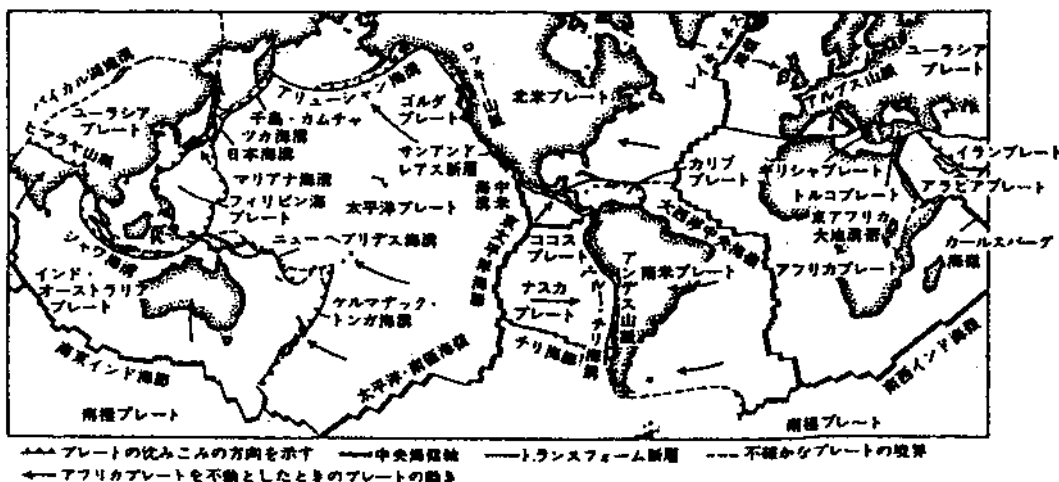 バイカル湖地溝
ユーラシア
プレート
ヒマラヤ山脈
アリューシャン海溝
千島・カムチャ
ツカ海溝
日本海溝
マリアナ海溝
フィリピン海
プレート
ジャワ海溝
インド・
オーストラリア
プレート
南東インド海嶺
南極プレート
太平洋プレート
ニューヘブリデス海溝
ケルマデック・
トンガ海溝
太平洋・南極海嶺
ゴルダ
プレート
ロッキー山脈
サンアンド
レアス断層
中米
海溝
東太平洋海嶺
ココス
プレート
ナスカ
プレート
チリ海嶺
ペルー・チリ海溝
アンデス山脈
南米プレート
北米プレート
カリブ
プレート
大西洋中央海嶺
アイスランド
ユーラシア
プレート
アルプス山脈
ギリシャプレート
トルコプレート
イランプレート
アラビアプレート
東アフリカ
大地溝帯
アフリカプレート
カールスバーグ
海嶺
南西インド海嶺
南極プレート
プレートの沈みこみの方向を示す
中央海嶺軸
トランスフォーム断層
不確かなプレートの境界
アフリカプレートを不動としたときのプレートの動き